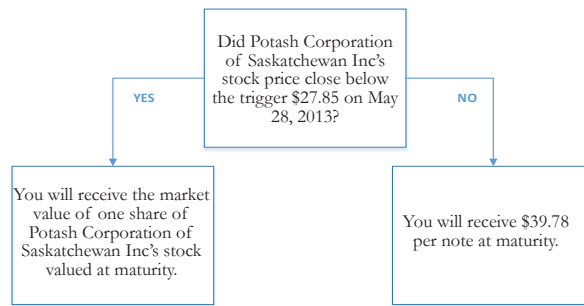 Did Potash Corporation
of Saskatchewan Inc's
stock price close below
the trigger $27.85 on May
28, 2013?
YES
NO
You will receive the market
value of one share of
Potash Corporation of
Saskatchewan Inc's stock
valued at maturity.
You will receive $39.78
per note at maturity.